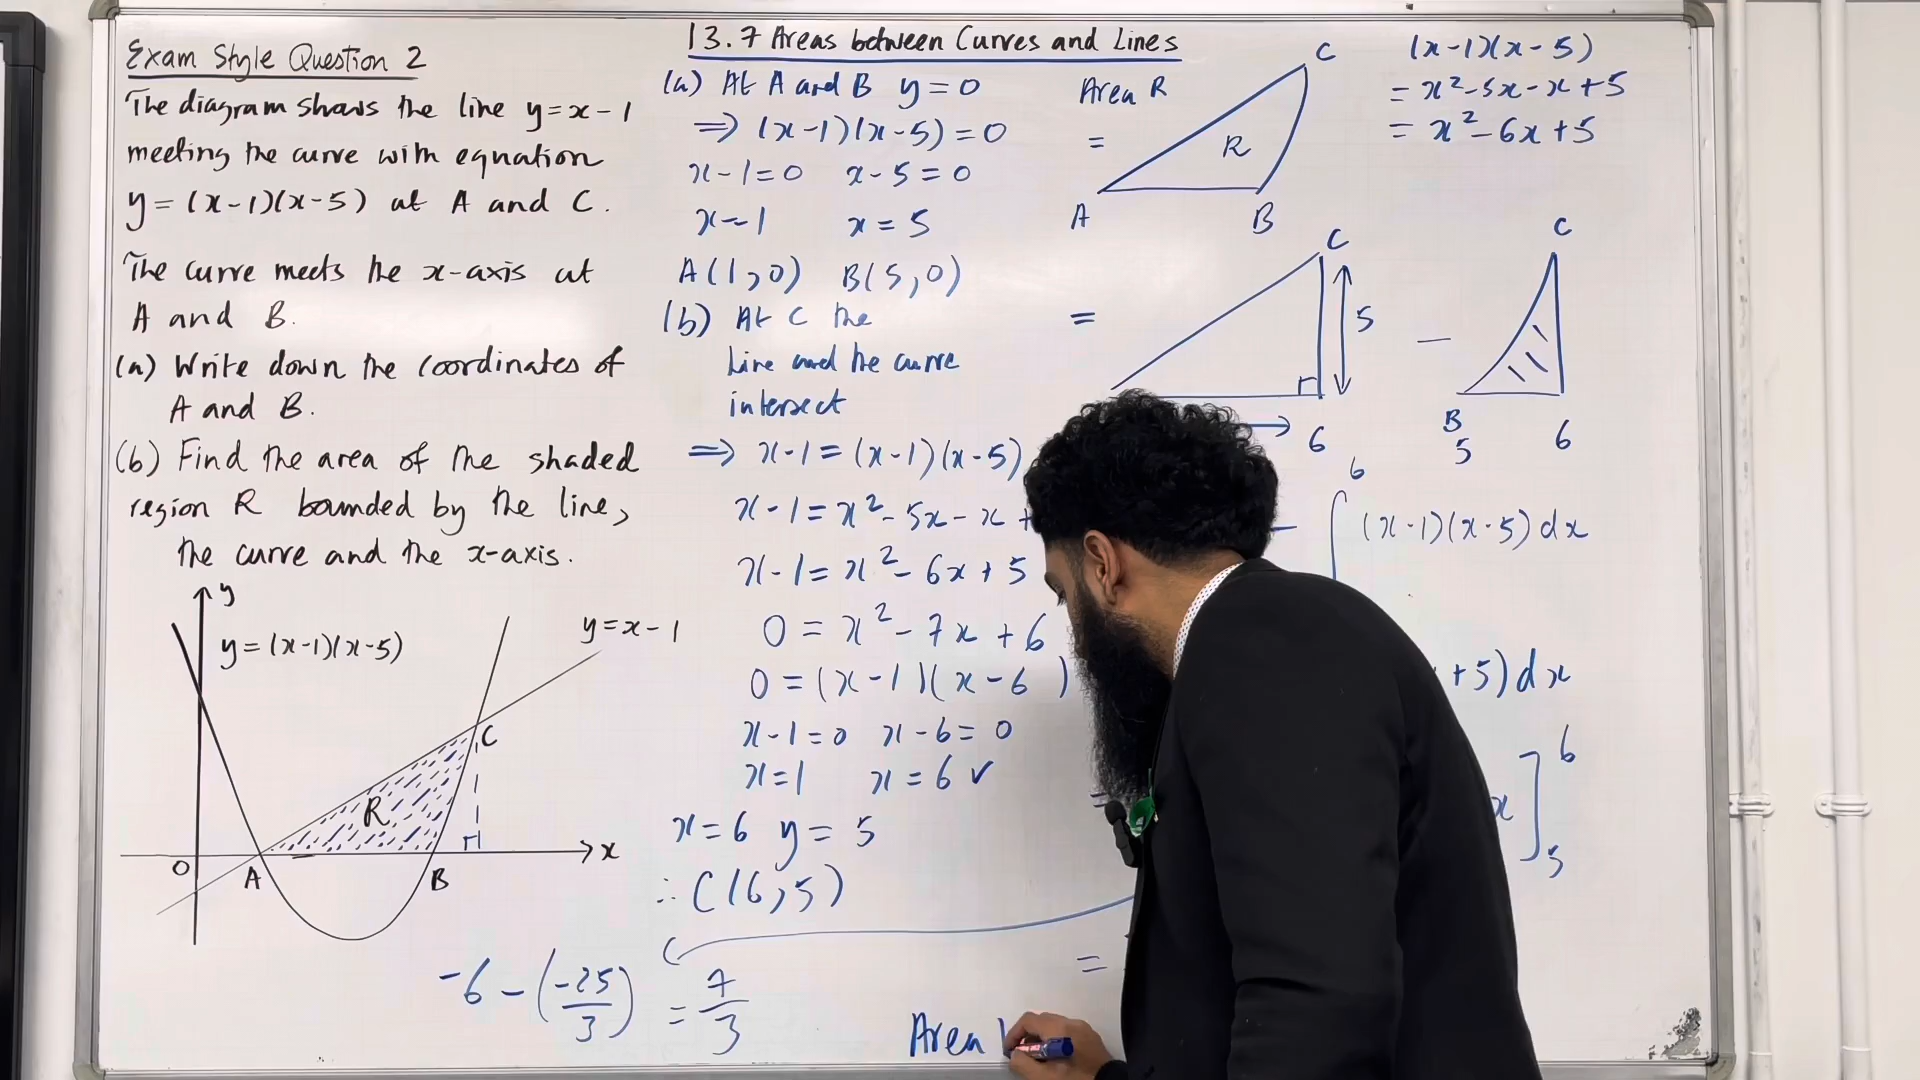 Exam Style Question 2
The diagram shows the line y = x - 1
meeting the curve with equation
y = (x-1)(x-5) at A and C.
The curve meets the x-axis at
A and B.
(a) Write down the coordinates of
A and B.
(b) Find the area of the shaded
region R bounded by the line,
the curve and the x-axis.
y
y = (x-1)(x-5)
y = x - 1
C
R
O
A
B
x
-6 - (-25/3) = 7/3
13.7 Areas between Curves and Lines
(a) At A and B y = 0
⇒ (x-1)(x-5) = 0
x-1=0 x-5=0
x=1 x=5
A(1,0) B(5,0)
(b) At C the
line and the curve
intersect
⇒ x-1 = (x-1)(x-5)
x-1 = x²-5x-x+
x-1 = x²-6x+5
0 = x²-7x+6
0 = (x-1)(x-6)
x-1=0 x-6=0
x=1 x=6 ✓
x=6 y=5
∴ C(6,5)
Area R
=
C
R
A
B
=
C
5
6
−
C
B
5
6
− ∫ 6
(x-1)(x-5)dx
+5)dx
=
x] 6
5
=
Area
(x-1)(x-5)
= x²-5x-x+5
= x²-6x+5